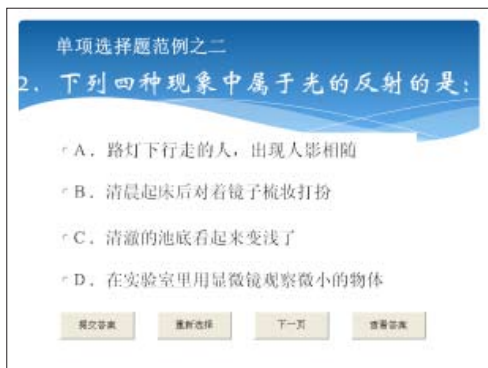 单项选择题范例之二
2. 下列四种现象中属于光的反射的是:
A. 路灯下行走的人,出现人影相随
B. 清晨起床后对着镜子梳妆打扮
C. 清澈的池底看起来变浅了
D. 在实验室里用显微镜观察微小的物体
提交答案 重新选择 下一页 查看答案